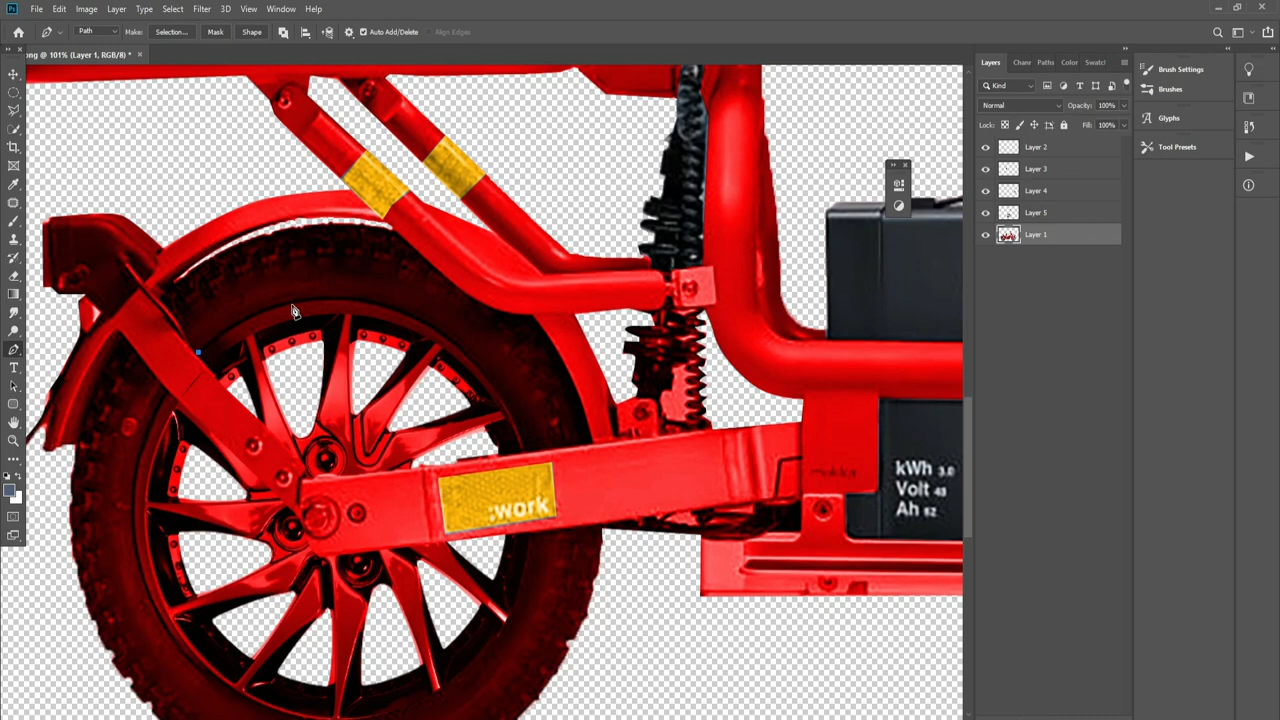 File Edit Image Layer Type Select Filter 3D View Window Help
Path Make: Selection... Mask Shape Auto Add/Delete Align Edges
ng @ 101% (Layer 1, RGB/8) *
Layers Chanr Paths Color Swatcl
Kind
Normal Opacity: 100%
Lock: Fill: 100%
Layer 2
Layer 3
Layer 4
Layer 5
Layer 1
Brush Settings
Brushes
Glyphs
Tool Presets
:work
kWh 3.0
Volt 48
Ah 62